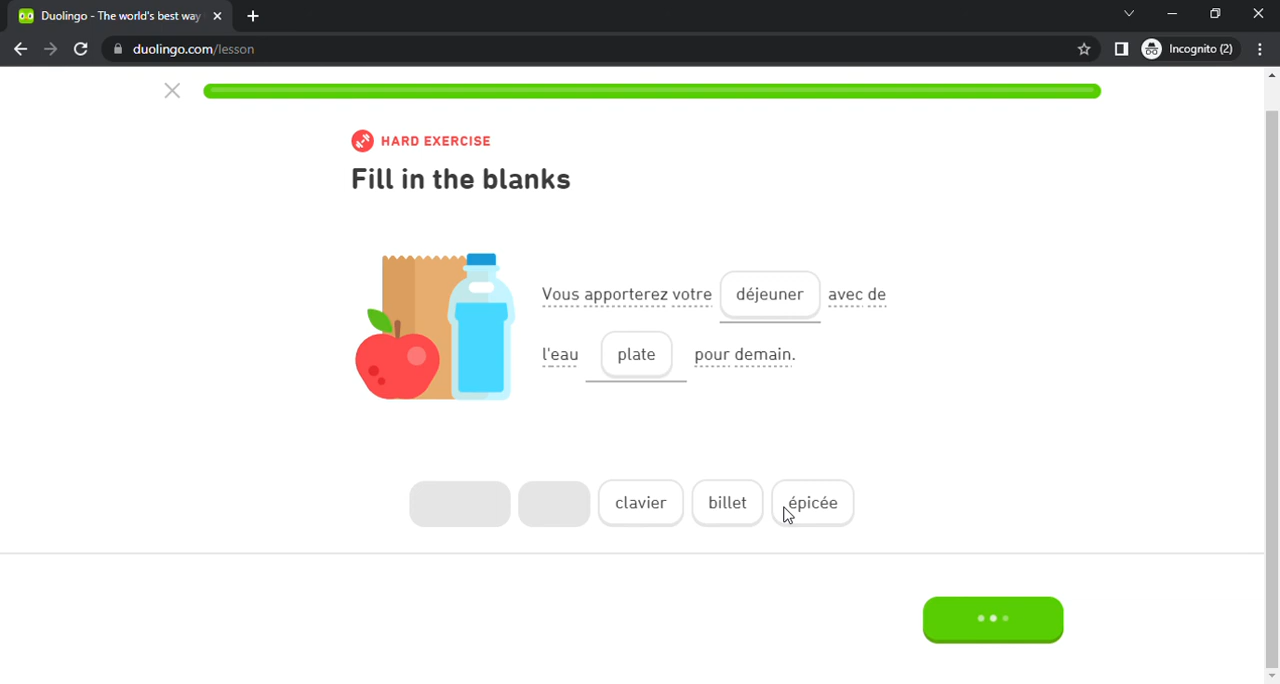 Duolingo - The world's best way
duolingo.com/lesson
Incognito (2)
HARD EXERCISE
Fill in the blanks
Vous apporterez votre déjeuner avec de
l'eau plate pour demain.
clavier billet épicée